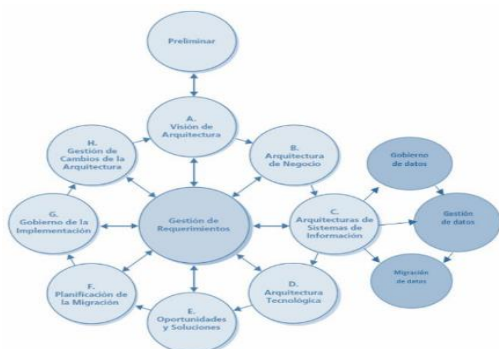 Preliminar
A.
Visión de
Arquitectura
H.
Gestión de
Cambios de la
Arquitectura
B.
Arquitectura
de Negocio
Gobierno
de datos
G.
Gobierno de la
Implementación
Gestión de
Requerimientos
C.
Arquitecturas de
Sistemas de
Información
Gestión
de datos
F.
Planificación de
la Migración
D.
Arquitectura
Tecnológica
Migración
de datos
E.
Oportunidades
y Soluciones